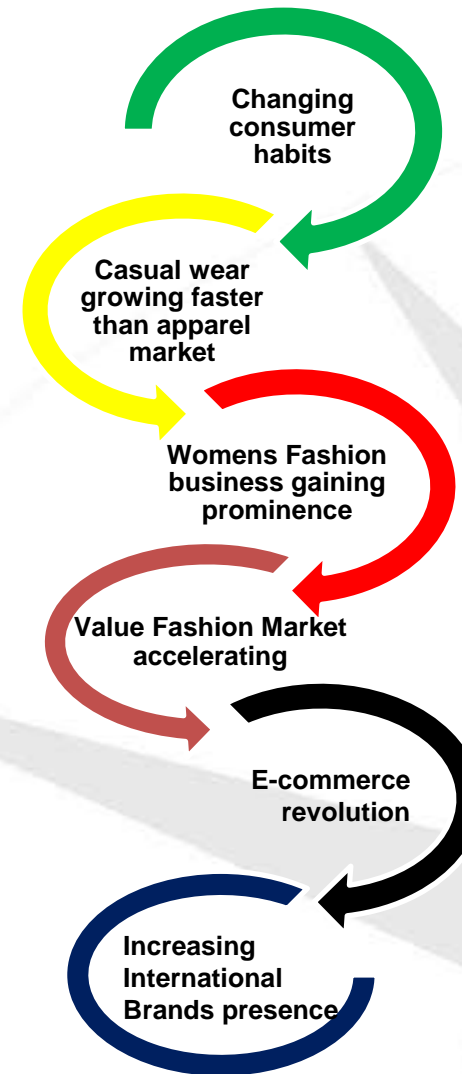 Changing
consumer
habits
Casual wear
growing faster
than apparel
market
Womens Fashion
business gaining
prominence
Value Fashion Market
accelerating
E-commerce
revolution
Increasing
International
Brands presence